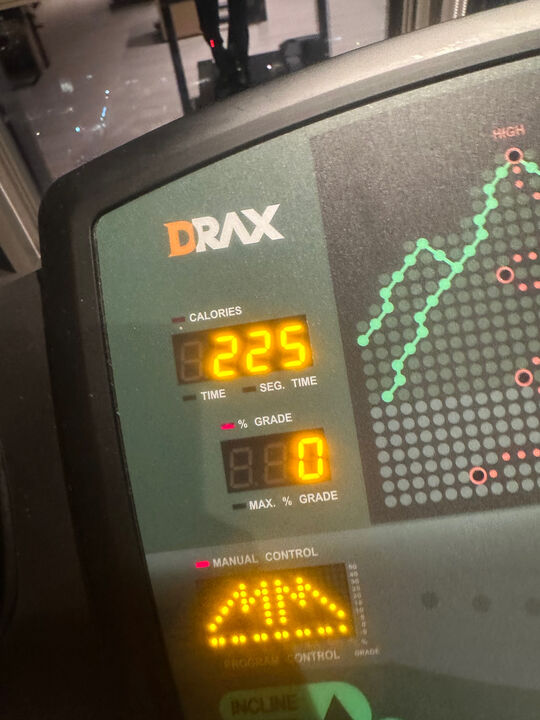 HIGH
DRAX
CALORIES
225
TIME SEG. TIME
% GRADE
0
MAX. % GRADE
MANUAL CONTROL
PROGRAM CONTROL GRADE
INCLINE